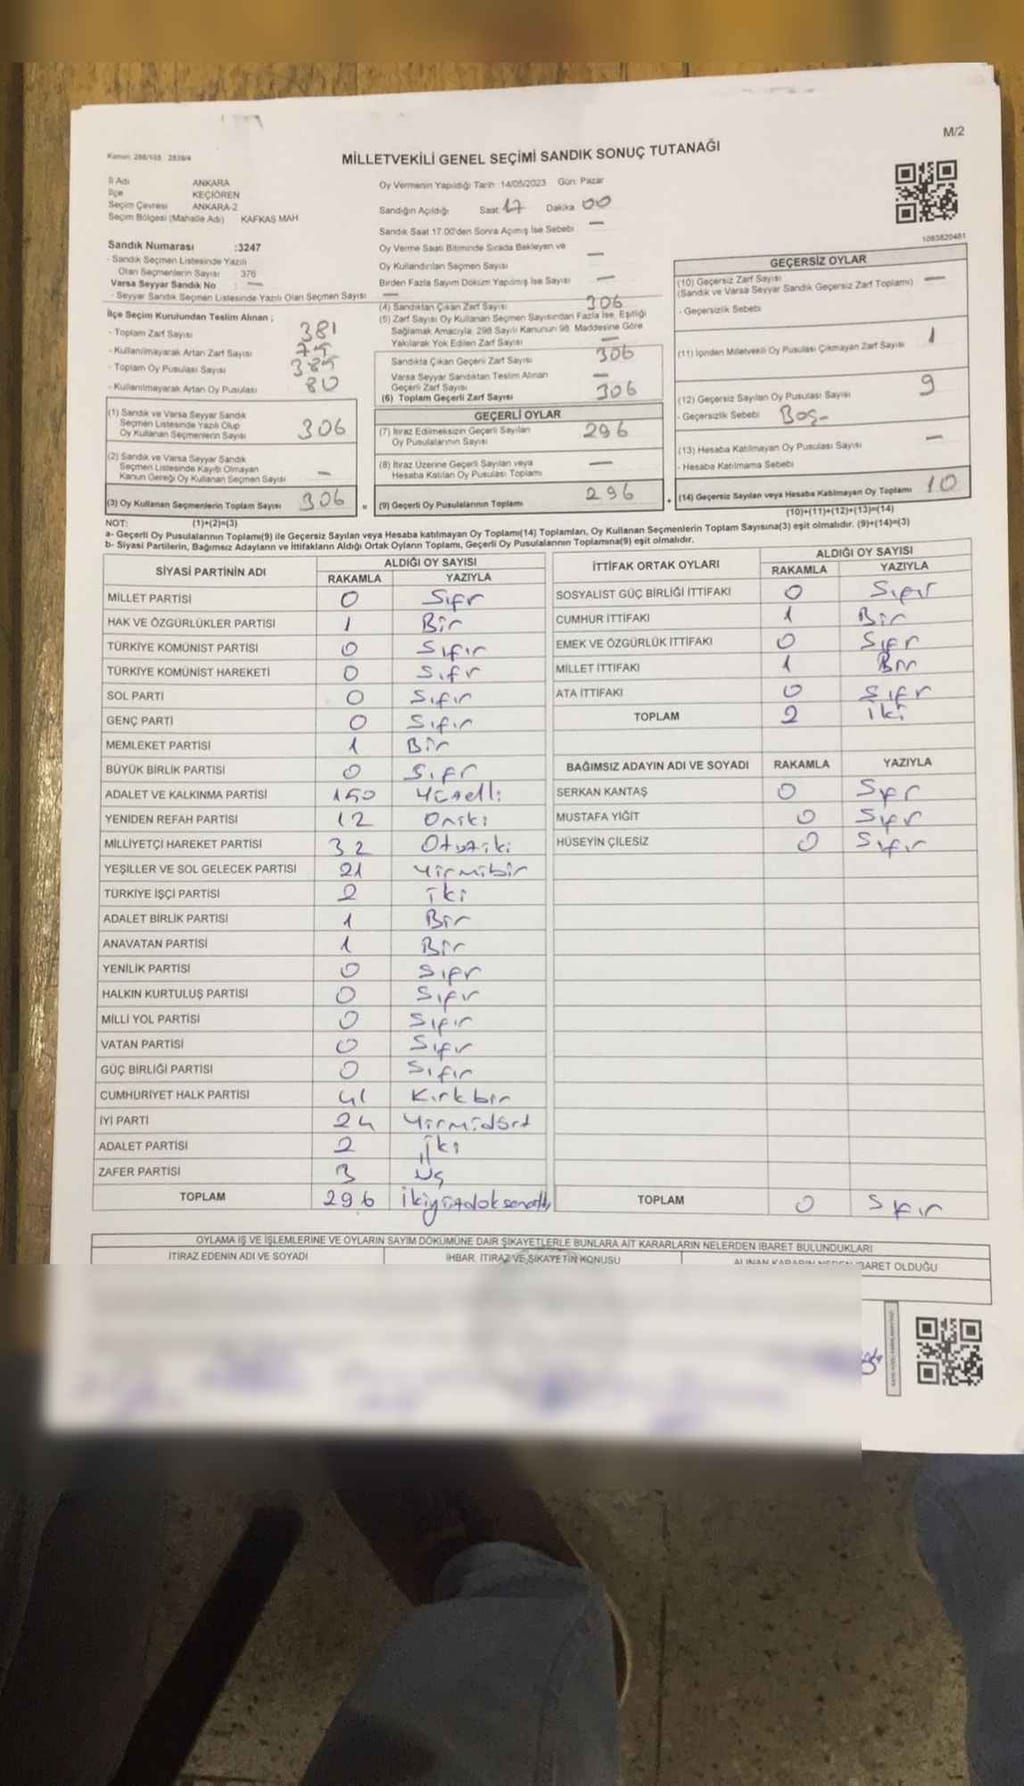 M/2
MİLLETVEKİLİ GENEL SEÇİMİ SANDIK SONUÇ TUTANAĞI
İl Adı ANKARA
İlçe KEÇİÖREN
Seçim Çevresi ANKARA-2
Seçim Bölgesi (Mahalle Adı) KAFKAS MAH
Sandık Numarası :3247
- Sandık Seçmen Listesinde Yazılı
Olan Seçmenlerin Sayısı 376
Varsa Seyyar Sandık No : —
- Seyyar Sandık Seçmen Listesinde Yazılı Olan Seçmen Sayısı —
İlçe Seçim Kurulundan Teslim Alınan ;
- Toplam Zarf Sayısı 381
- Kullanılmayarak Artan Zarf Sayısı 75
- Toplam Oy Pusulası Sayısı
- Kullanılmayarak Artan Oy Pusulası 80
(1) Sandık ve Varsa Seyyar Sandık
Seçmen Listesinde Yazılı Olup
Oy Kullanan Seçmenlerin Sayısı 306
(2) Sandık ve Varsa Seyyar Sandık
Seçmen Listesinde Kayıtlı Olmayan
Kanun Gereği Oy Kullanan Seçmen Sayısı —
(3) Oy Kullanan Seçmenlerin Toplam Sayısı 306
(1)+(2)=(3)
Oy Vermenin Yapıldığı Tarih : 14/05/2023 Gün: Pazar
Sandığın Açıldığı Saat: 17 Dakika 00
Sandık Saat 17.00'den Sonra Açımış İse Sebebi —
Oy Verme Saati Bitiminde Sırada Bekleyen ve
Oy Kullandırılan Seçmen Sayısı —
Birden Fazla Sayım Döküm Yapılmış İse Sayısı —
(4) Sandıktan Çıkan Zarf Sayısı 306
(5) Zarf Sayısı Oy Kullanan Seçmen Sayısından Fazla İse, Eşitliği
Sağlamak Amacıyla, 298 Sayılı Kanunun 98. Maddesine Göre
Yakılarak Yok Edilen Zarf Sayısı —
Sandıkta Çıkan Geçerli Zarf Sayısı 306
Varsa Seyyar Sandıktan Teslim Alınan
Geçerli Zarf Sayısı —
(6) Toplam Geçerli Zarf Sayısı 306
GEÇERLİ OYLAR
(7) İtiraz Edilmeksizin Geçerli Sayılan
Oy Pusulalarının Sayısı 296
(8) İtiraz Üzerine Geçerli Sayılan veya
Hesaba Katılan Oy Pusulası Toplamı —
(9) Geçerli Oy Pusulalarının Toplamı 296
1083820481
GEÇERSİZ OYLAR
(10) Geçersiz Zarf Sayısı —
(Sandık ve Varsa Seyyar Sandık Geçersiz Zarf Toplamı)
- Geçersizlik Sebebi
(11) İçinden Milletvekili Oy Pusulası Çıkmayan Zarf Sayısı 1
(12) Geçersiz Sayılan Oy Pusulası Sayısı 9
- Geçersizlik Sebebi Boş-
(13) Hesaba Katılmayan Oy Pusulası Sayısı —
- Hesaba Katılmama Sebebi
(14) Geçersiz Sayılan veya Hesaba Katılmayan Oy Toplamı 10
(10)+(11)+(12)+(13)=(14)
NOT:
a- Geçerli Oy Pusulalarının Toplamı(9) ile Geçersiz Sayılan veya Hesaba katılmayan Oy Toplamı(14) Toplamları, Oy Kullanan Seçmenlerin Toplam Sayısına(3) eşit olmalıdır. (9)+(14)=(3)
b- Siyasi Partilerin, Bağımsız Adayların ve İttifakların Aldığı Ortak Oyların Toplamı, Geçerli Oy Pusulalarının Toplamına(9) eşit olmalıdır.
SİYASİ PARTİNİN ADI ALDIĞI OY SAYISI
RAKAMLA YAZIYLA
MİLLET PARTİSİ 0 Sıfr
HAK VE ÖZGÜRLÜKLER PARTİSİ 1 Bir
TÜRKİYE KOMÜNİST PARTİSİ 0 Sıfır
TÜRKİYE KOMÜNİST HAREKETİ 0 Sıfr
SOL PARTİ 0 Sıfır
GENÇ PARTİ 0 Sıfır
MEMLEKET PARTİSİ 1 Bir
BÜYÜK BİRLİK PARTİSİ 0 Sıfr
ADALET VE KALKINMA PARTİSİ 150 Yüzelli
YENİDEN REFAH PARTİSİ 12 Oniki
MİLLİYETÇİ HAREKET PARTİSİ 32 Otuziki
YEŞİLLER VE SOL GELECEK PARTİSİ 21 Yirmibir
TÜRKİYE İŞÇİ PARTİSİ 2 iki
ADALET BİRLİK PARTİSİ 1 Bir
ANAVATAN PARTİSİ 1 Bir
YENİLİK PARTİSİ 0 Sıfr
HALKIN KURTULUŞ PARTİSİ 0 Sıfır
MİLLİ YOL PARTİSİ 0 Sıfır
VATAN PARTİSİ 0 Sıfır
GÜÇ BİRLİĞİ PARTİSİ 0 Sıfır
CUMHURİYET HALK PARTİSİ 41 Kırkbir
İYİ PARTİ 24 Yirmidört
ADALET PARTİSİ 2 İki
ZAFER PARTİSİ 3 Üç
TOPLAM 296 İkiyüzdoksanaltı
İTTİFAK ORTAK OYLARI ALDIĞI OY SAYISI
RAKAMLA YAZIYLA
SOSYALİST GÜÇ BİRLİĞİ İTTİFAKI 0 Sıfır
CUMHUR İTTİFAKI 1 Bir
EMEK VE ÖZGÜRLÜK İTTİFAKI 0 Sıfr
MİLLET İTTİFAKI 1 Bir
ATA İTTİFAKI 0 Sıfr
TOPLAM 2 İki
BAĞIMSIZ ADAYIN ADI VE SOYADI RAKAMLA YAZIYLA
SERKAN KANTAŞ 0 Sıfr
MUSTAFA YİĞİT 0 Sıfr
HÜSEYİN ÇİLESİZ 0 Sıfır
TOPLAM 0 Sıfır
OYLAMA İŞ VE İŞLEMLERİNE VE OYLARIN SAYIM DÖKÜMÜNE DAİR ŞİKAYETLERLE BUNLARA AİT KARARLARIN NELERDEN İBARET BULUNDUKLARI
İTİRAZ EDENİN ADI VE SOYADI İHBAR, İTİRAZ VE ŞİKAYETİN KONUSU ALINAN KARARIN NEDEN İBARET OLDUĞU